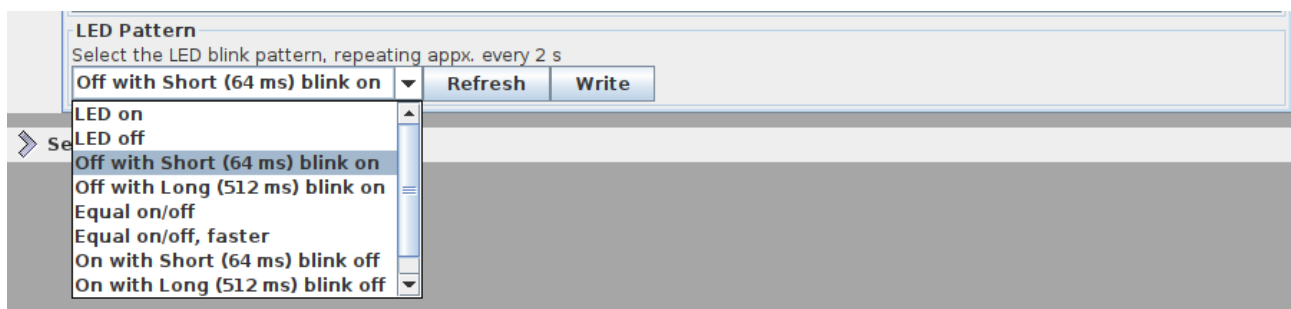 LED Pattern
Select the LED blink pattern, repeating appx. every 2 s
Off with Short (64 ms) blink on Refresh Write
LED on
Se
LED off
Off with Short (64 ms) blink on
Off with Long (512 ms) blink on
Equal on/off
Equal on/off, faster
On with Short (64 ms) blink off
On with Long (512 ms) blink off